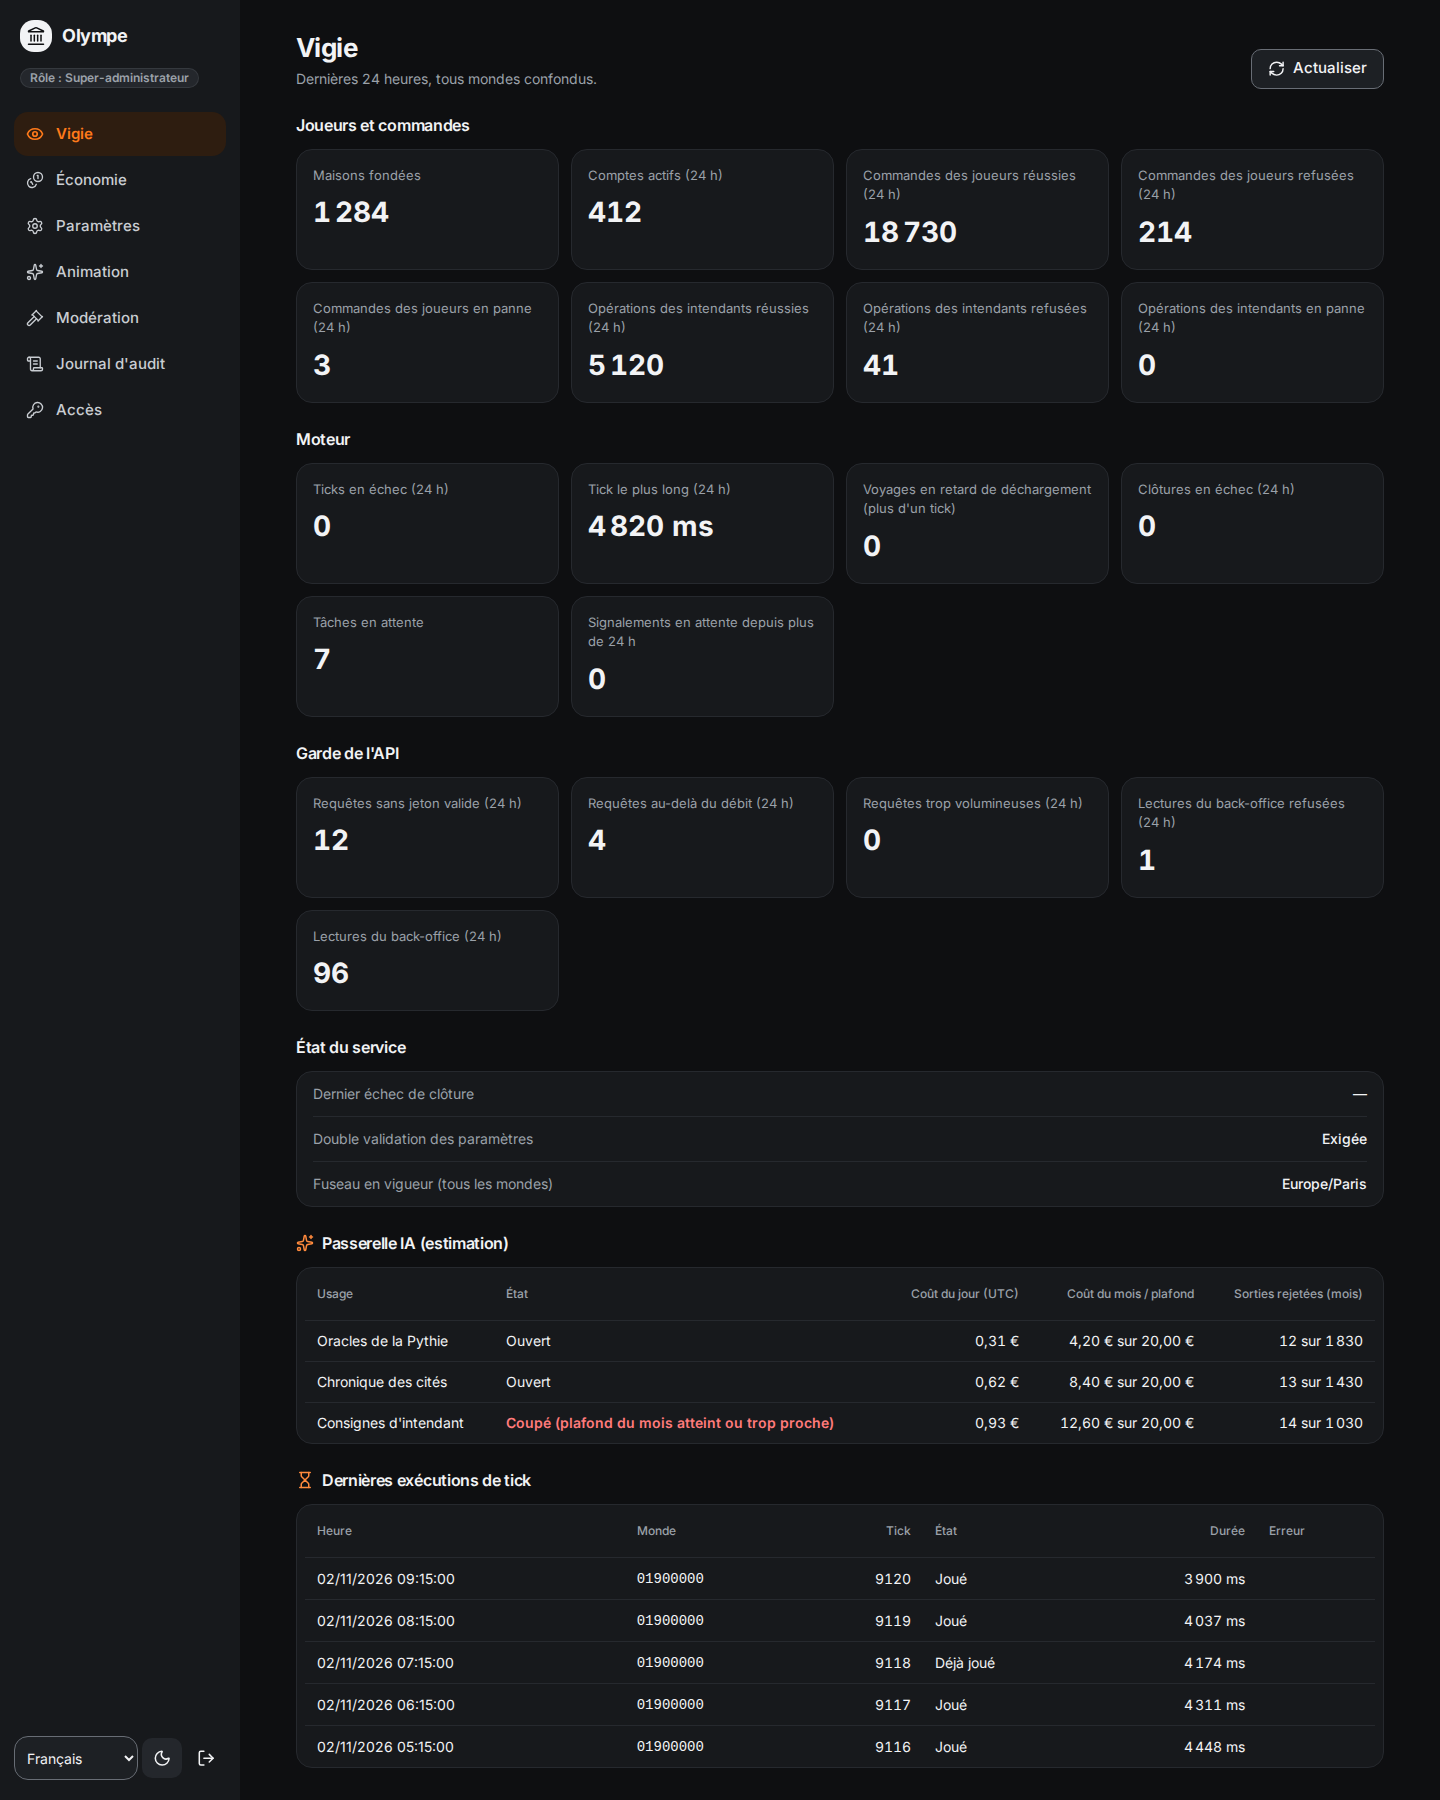 Olympe
Rôle : Super-administrateur
Vigie
Économie
Paramètres
Animation
Modération
Journal d'audit
Accès
Français
Vigie
Dernières 24 heures, tous mondes confondus.
Actualiser
Joueurs et commandes
Maisons fondées
1 284
Comptes actifs (24 h)
412
Commandes des joueurs réussies
(24 h)
18 730
Commandes des joueurs refusées
(24 h)
214
Commandes des joueurs en panne
(24 h)
3
Opérations des intendants réussies
(24 h)
5 120
Opérations des intendants refusées
(24 h)
41
Opérations des intendants en panne
(24 h)
0
Moteur
Ticks en échec (24 h)
0
Tick le plus long (24 h)
4 820 ms
Voyages en retard de déchargement
(plus d'un tick)
0
Clôtures en échec (24 h)
0
Tâches en attente
7
Signalements en attente depuis plus
de 24 h
0
Garde de l'API
Requêtes sans jeton valide (24 h)
12
Requêtes au-delà du débit (24 h)
4
Requêtes trop volumineuses (24 h)
0
Lectures du back-office refusées
(24 h)
1
Lectures du back-office (24 h)
96
État du service
Dernier échec de clôture —
Double validation des paramètres Exigée
Fuseau en vigueur (tous les mondes) Europe/Paris
Passerelle IA (estimation)
Usage État Coût du jour (UTC) Coût du mois / plafond Sorties rejetées (mois)
Oracles de la Pythie Ouvert 0,31 € 4,20 € sur 20,00 € 12 sur 1 830
Chronique des cités Ouvert 0,62 € 8,40 € sur 20,00 € 13 sur 1 430
Consignes d'intendant Coupé (plafond du mois atteint ou trop proche) 0,93 € 12,60 € sur 20,00 € 14 sur 1 030
Dernières exécutions de tick
Heure Monde Tick État Durée Erreur
02/11/2026 09:15:00 01900000 9120 Joué 3 900 ms
02/11/2026 08:15:00 01900000 9119 Joué 4 037 ms
02/11/2026 07:15:00 01900000 9118 Déjà joué 4 174 ms
02/11/2026 06:15:00 01900000 9117 Joué 4 311 ms
02/11/2026 05:15:00 01900000 9116 Joué 4 448 ms